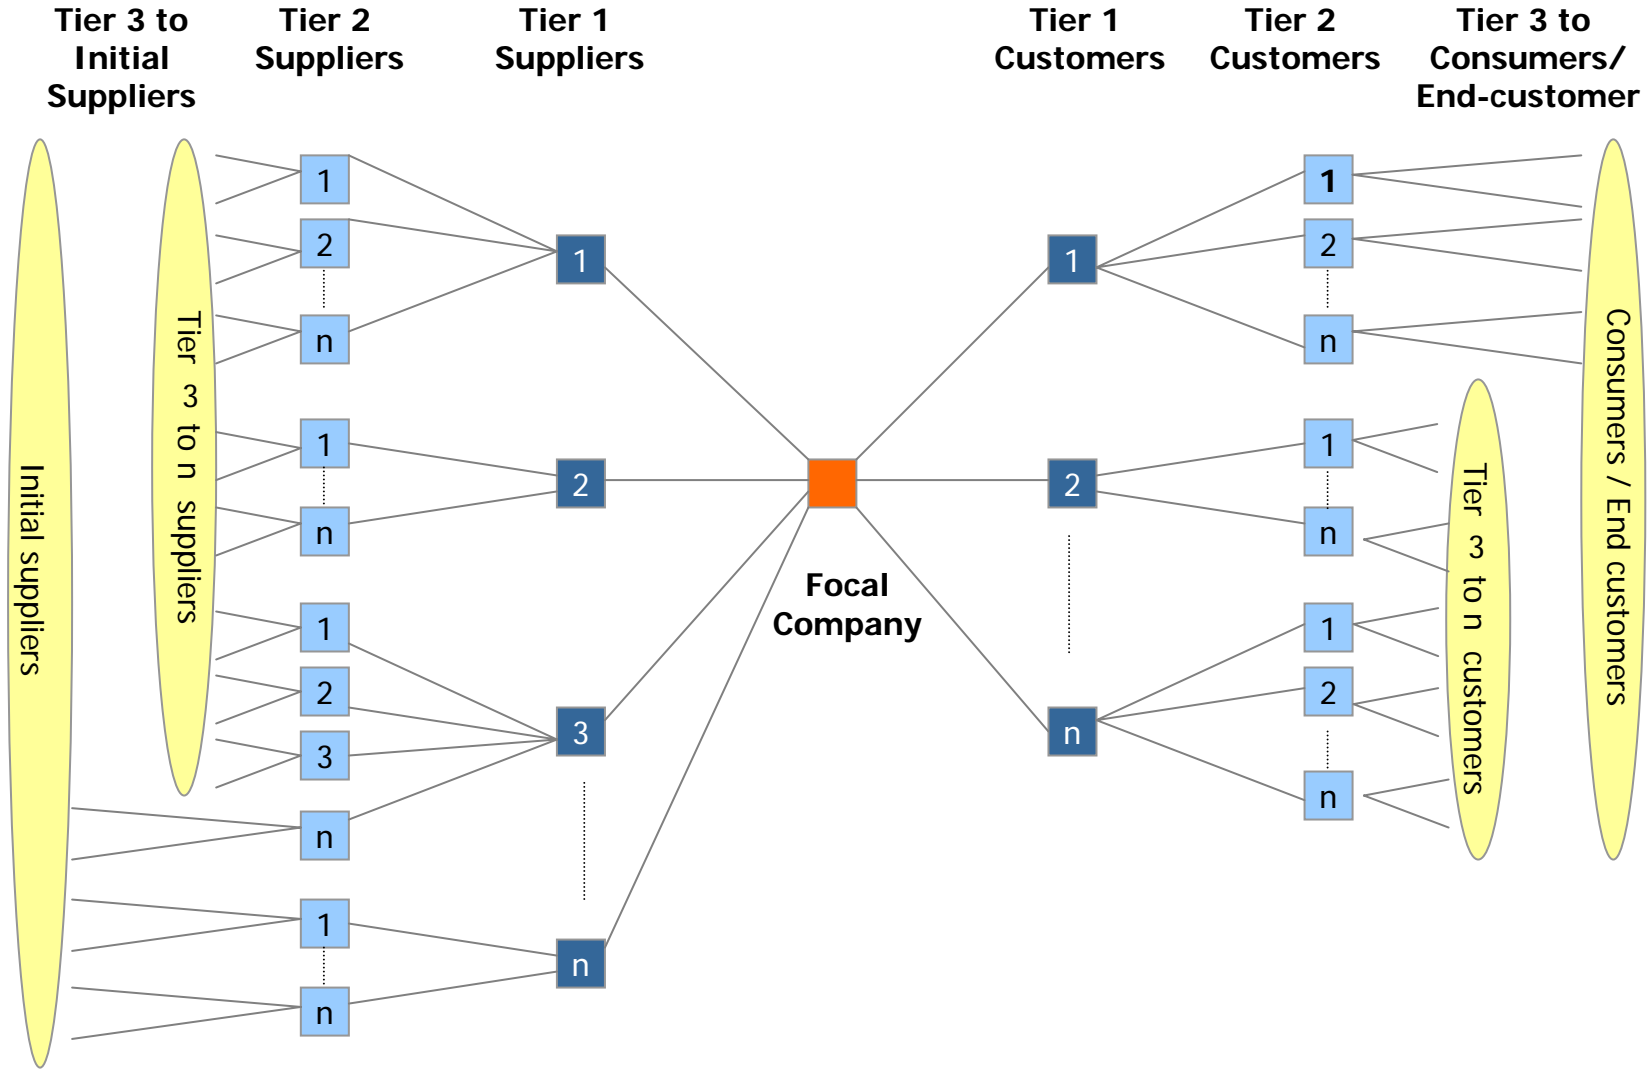 Tier 3 to
Initial
Suppliers
Tier 2
Suppliers
Tier 1
Suppliers
Tier 1
Customers
Tier 2
Customers
Tier 3 to
Consumers/
End-customer
Initial suppliers
Tier 3 to n suppliers
1
2
n
1
n
1
2
3
n
1
n
1
2
3
n
Focal
Company
1
2
n
1
2
n
1
n
1
2
n
Tier 3 to n customers
Consumers / End customers